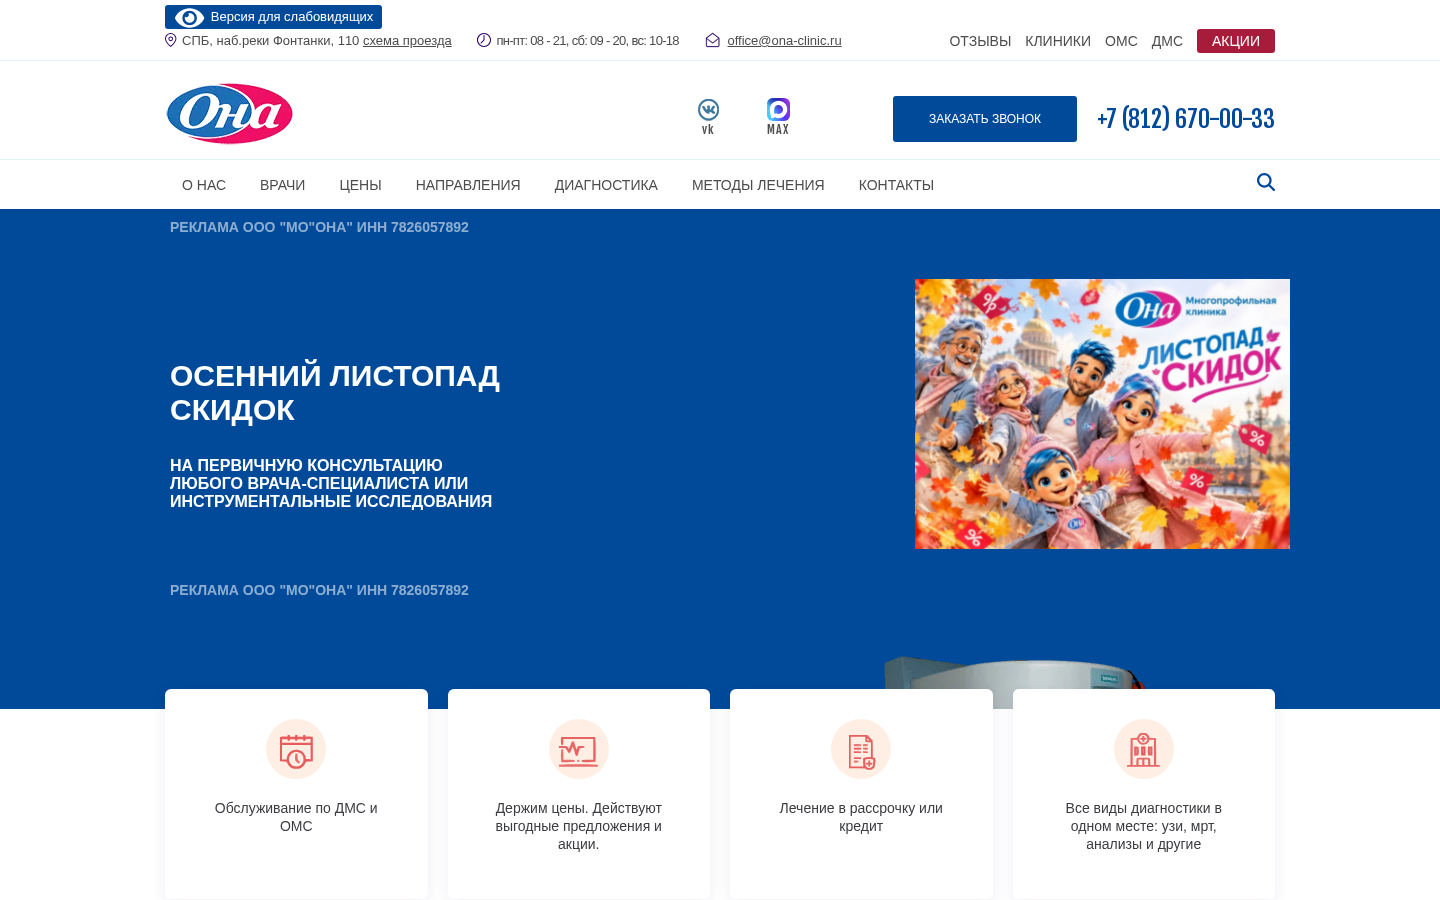 Версия для слабовидящих
СПБ, наб.реки Фонтанки, 110 схема проезда
пн-пт: 08 - 21, сб: 09 - 20, вс: 10-18
office@ona-clinic.ru
ОТЗЫВЫ КЛИНИКИ ОМС ДМС АКЦИИ
Она
vk
MAX
ЗАКАЗАТЬ ЗВОНОК
+7 (812) 670-00-33
О НАС ВРАЧИ ЦЕНЫ НАПРАВЛЕНИЯ ДИАГНОСТИКА МЕТОДЫ ЛЕЧЕНИЯ КОНТАКТЫ
РЕКЛАМА ООО "МО"ОНА" ИНН 7826057892
ОСЕННИЙ ЛИСТОПАД
СКИДОК
НА ПЕРВИЧНУЮ КОНСУЛЬТАЦИЮ
ЛЮБОГО ВРАЧА-СПЕЦИАЛИСТА ИЛИ
ИНСТРУМЕНТАЛЬНЫЕ ИССЛЕДОВАНИЯ
Она
Многопрофильная
клиника
ЛИСТОПАД
СКИДОК
%
%
%
%
РЕКЛАМА ООО "МО"ОНА" ИНН 7826057892
Обслуживание по ДМС и
ОМС
Держим цены. Действуют
выгодные предложения и
акции.
Лечение в рассрочку или
кредит
Все виды диагностики в
одном месте: узи, мрт,
анализы и другие